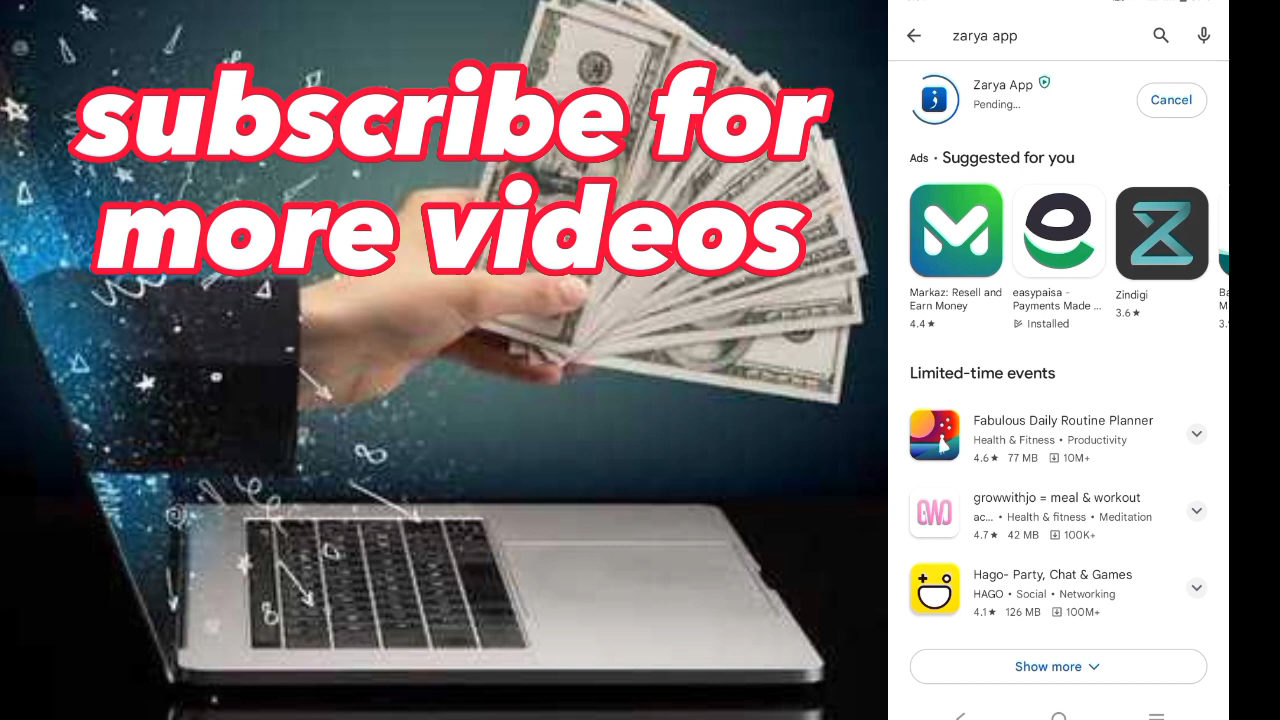 subscribe for
more videos
zarya app
Zarya App
Pending...
Cancel
Ads • Suggested for you
Markaz: Resell and
Earn Money
4.4★
easypaisa -
Payments Made ...
Installed
Zindigi
3.6★
Ba
M
3.
Limited-time events
Fabulous Daily Routine Planner
Health & Fitness • Productivity
4.6★ 77 MB 10M+
growwithjo = meal & workout
ac... • Health & fitness • Meditation
4.7★ 42 MB 100K+
Hago- Party, Chat & Games
HAGO • Social • Networking
4.1★ 126 MB 100M+
Show more